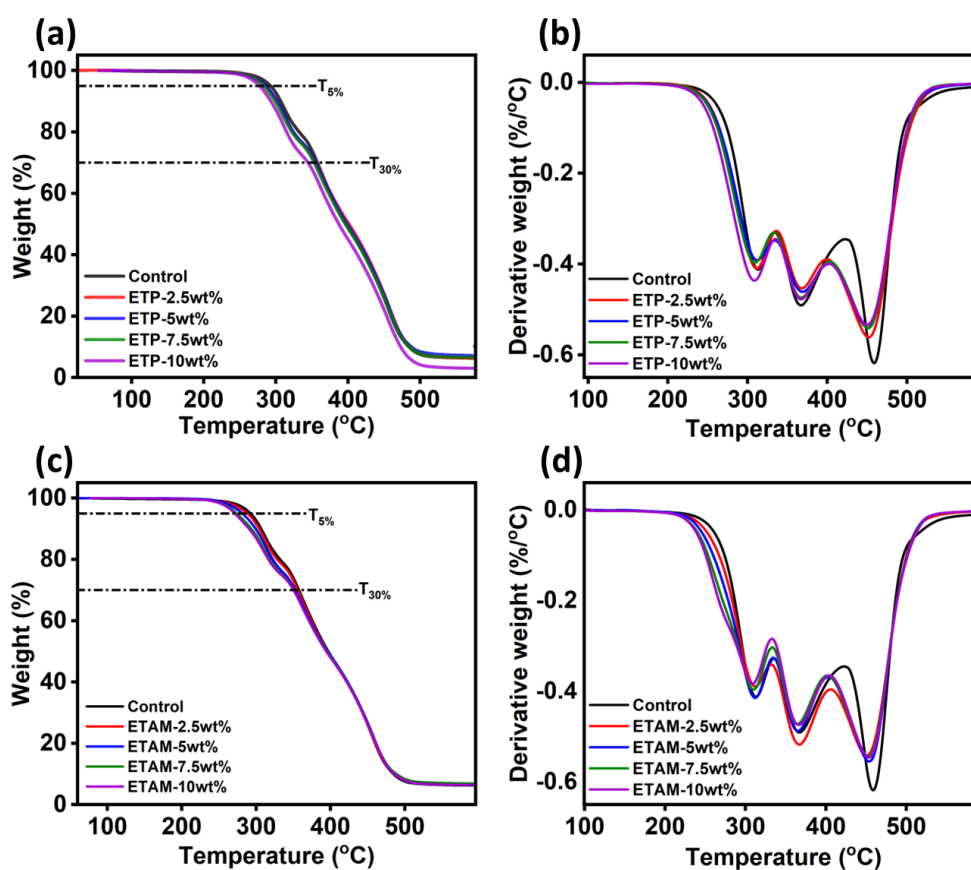 (a)
100
80
60
40
20
0
Weight (%)
T5%
T30%
Control
ETP-2.5wt%
ETP-5wt%
ETP-7.5wt%
ETP-10wt%
100 200 300 400 500
Temperature (oC)
(b)
0.0
-0.2
-0.4
-0.6
Derivative weight (%/oC)
Control
ETP-2.5wt%
ETP-5wt%
ETP-7.5wt%
ETP-10wt%
100 200 300 400 500
Temperature (oC)
(c)
100
80
60
40
20
0
Weight (%)
T5%
T30%
Control
ETAM-2.5wt%
ETAM-5wt%
ETAM-7.5wt%
ETAM-10wt%
100 200 300 400 500
Temperature (oC)
(d)
0.0
-0.2
-0.4
-0.6
Derivative weight (%/oC)
Control
ETAM-2.5wt%
ETAM-5wt%
ETAM-7.5wt%
ETAM-10wt%
100 200 300 400 500
Temperature (oC)